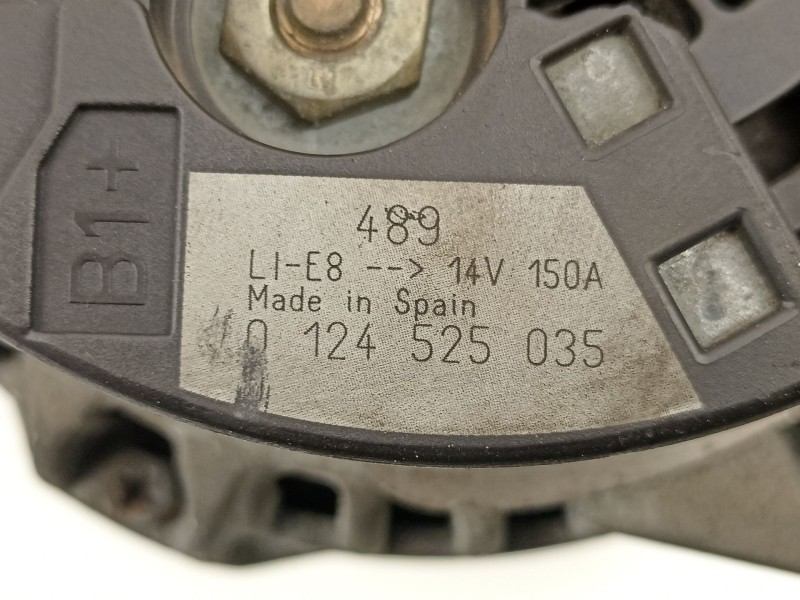 B1+
489
LI-E8 --> 14V 150A
Made in Spain
0 124 525 035